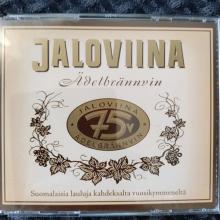 JALOVIINA
Ädelbrännvin
JALOVIINA
75 V
ÄDELBRÄNNVIN
Suomalaisia lauluja kahdeksalta vuosikymmeneltä